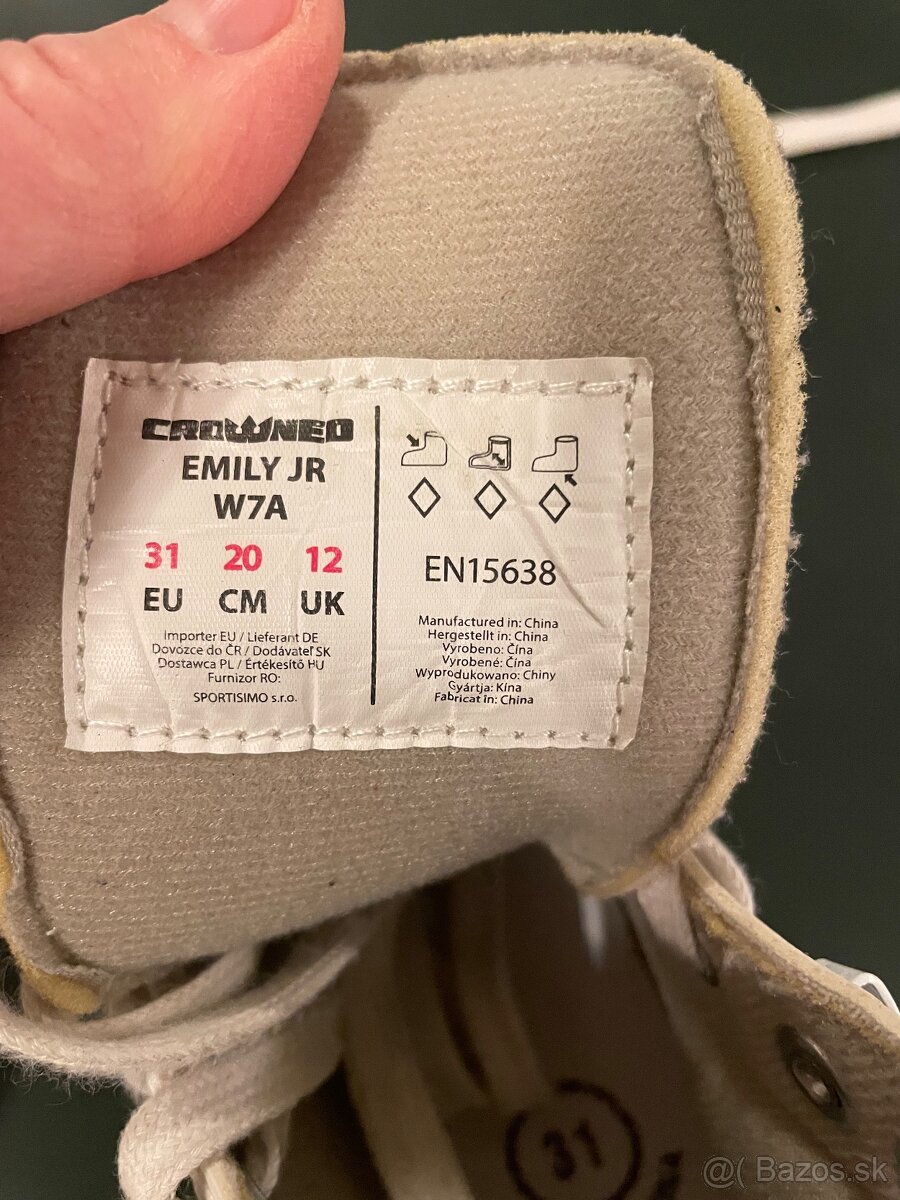 CROWNED
EMILY JR
W7A
31 20 12
EU CM UK
Importer EU / Lieferant DE
Dovozce do ČR / Dodávateľ SK
Dostawca PL / Értékesítő HU
Furnizor RO:
SPORTISIMO s.r.o.
EN15638
Manufactured in: China
Hergestellt in: China
Vyrobeno: Čína
Vyrobené: Čína
Wyprodukowano: Chiny
Gyártja: Kína
Fabricat in: China
31
@( Bazos.sk